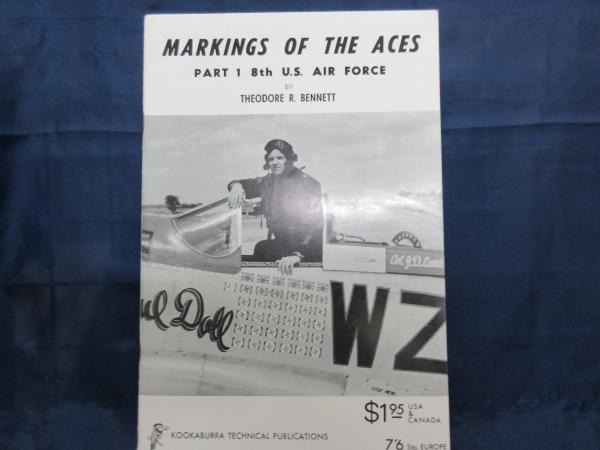 MARKINGS OF THE ACES
PART 1 8th U.S. AIR FORCE
BY
THEODORE R. BENNETT
Doll
WZ
$1.95 USA & CANADA
KOOKABURRA TECHNICAL PUBLICATIONS
7'6 Stg. EUROPE